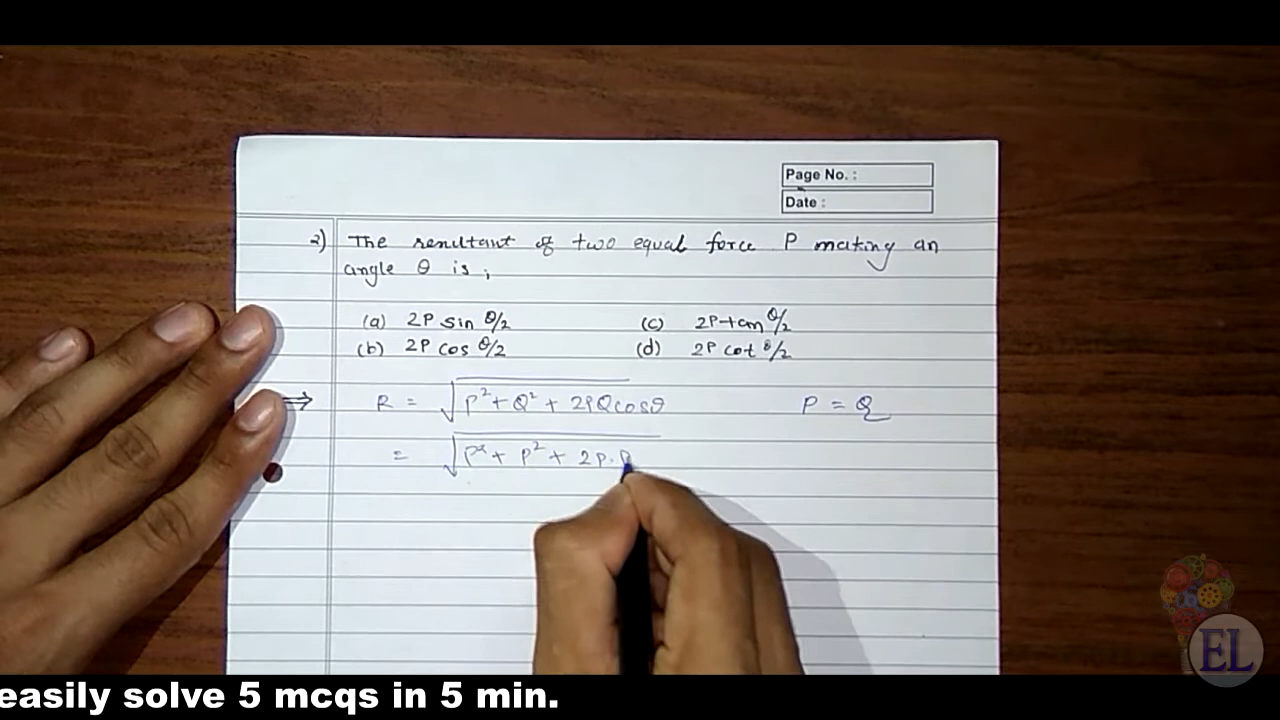 Page No. :
Date :
2) The resultant of two equal force P making an
angle θ is,
(a) 2P sin θ/2 (c) 2P tan θ/2
(b) 2P cos θ/2 (d) 2P cot θ/2
⇒ R = √P² + Q² + 2PQcosθ P = Q
= √P² + P² + 2P·P
EL
easily solve 5 mcqs in 5 min.